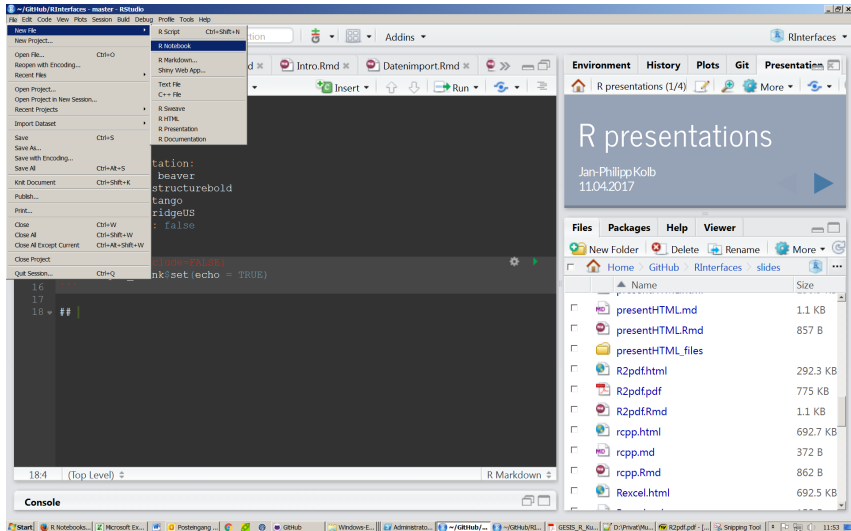 ~/GitHub/RInterfaces - master - RStudio
File Edit Code View Plots Session Build Debug Profile Tools Help
New File
New Project...
Open File... Ctrl+O
Reopen with Encoding...
Recent Files
Open Project...
Open Project in New Session...
Recent Projects
Import Dataset
Save Ctrl+S
Save As...
Save with Encoding...
Save All Ctrl+Alt+S
Knit Document Ctrl+Shift+K
Publish...
Print...
Close Ctrl+W
Close All Ctrl+Shift+W
Close All Except Current Ctrl+Alt+Shift+W
Close Project
Quit Session... Ctrl+Q
R Script Ctrl+Shift+N
R Notebook
R Markdown...
Shiny Web App...
Text File
C++ File
R Sweave
R HTML
R Presentation
R Documentation
Addins
RInterfaces
Intro.Rmd
Datenimport.Rmd
Insert
Run
tation:
beaver
structurebold
tango
ridgeUS
: false
nclude=FALSE}
nk$set(echo = TRUE)
16 ```
17
18 ##
18:4 (Top Level) R Markdown
Console
Environment History Plots Git Presentation
R presentations (1/4) More
R presentations
Jan-Philipp Kolb
11.04.2017
Files Packages Help Viewer
New Folder Delete Rename More
Home GitHub RInterfaces slides
Name Size
presentHTML.md 1.1 KB
presentHTML.Rmd 857 B
presentHTML_files
R2pdf.html 292.3 KB
R2pdf.pdf 775 KB
R2pdf.Rmd 1.1 KB
rcpp.html 692.7 KB
rcpp.md 372 B
rcpp.Rmd 862 B
Rexcel.html 692.5 KB
Start R Notebooks... Microsoft Ex... Posteingang ... GitHub Windows-E... Administrato... ~/GitHub/... ~/GitHub/RI... GESIS_R_Ku... D:\Privat\Mu... R2pdf.pdf - [... Snipping Tool 11:53